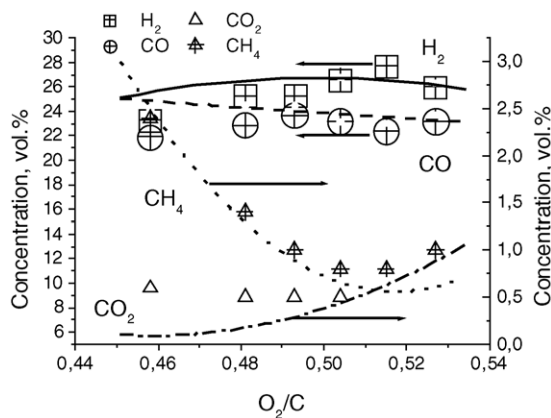 H₂ CO₂
CO CH₄
30
28
26
24
22
20
18
16
14
12
10
8
6
Concentration, vol.%
3,0
2,5
2,0
1,5
1,0
0,5
0,0
Concentration, vol.%
H₂
CO
CH₄
CO₂
0,44 0,46 0,48 0,50 0,52 0,54
O₂/C